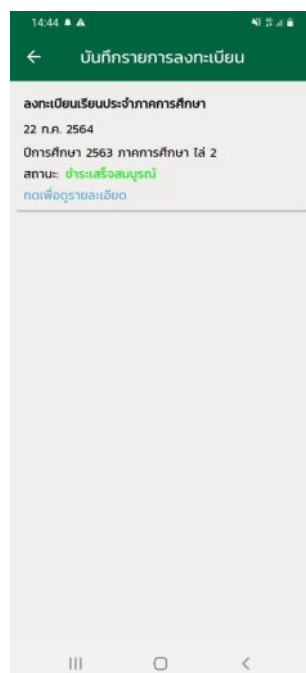 14:44
บันทึกรายการลงทะเบียน
ลงทะเบียนเรียนประจำภาคการศึกษา
22 ก.ค. 2564
ปีการศึกษา 2563 ภาคการศึกษา ไล่ 2
สถานะ: ชำระเสร็จสมบูรณ์
กดเพื่อดูรายละเอียด